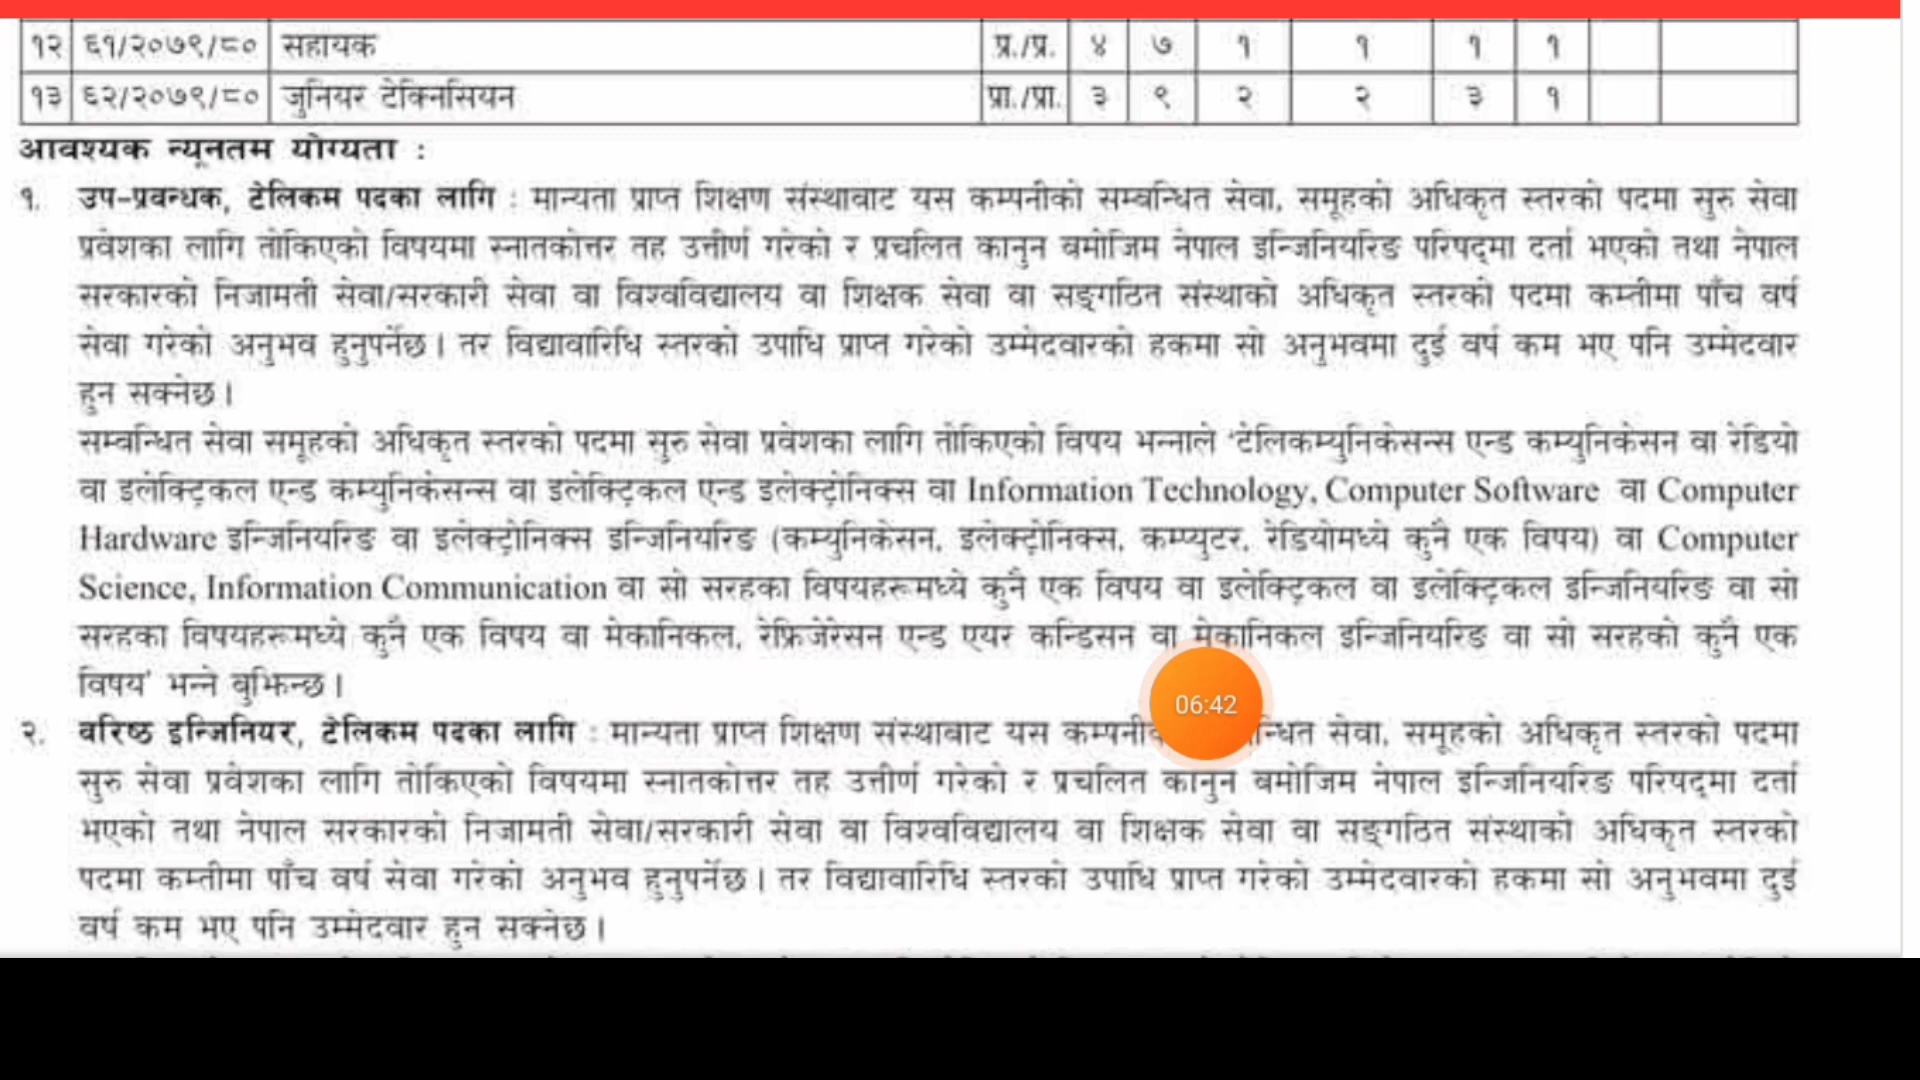 १२ ६१/२०७९/८० सहायक प्र./प्र. ४ ७ १ १ १ १
१३ ६२/२०७९/८० जुनियर टेक्निसियन प्रा./प्रा. ३ ९ २ २ ३ १
आवश्यक न्यूनतम योग्यता :
१. उप-प्रवन्धक, टेलिकम पदका लागि : मान्यता प्राप्त शिक्षण संस्थावाट यस कम्पनीको सम्बन्धित सेवा, समूहको अधिकृत स्तरको पदमा सुरु सेवा
प्रवेशका लागि तोकिएको विषयमा स्नातकोत्तर तह उत्तीर्ण गरेको र प्रचलित कानुन बमोजिम नेपाल इन्जिनियरिङ परिषद्मा दर्ता भएको तथा नेपाल
सरकारको निजामती सेवा/सरकारी सेवा वा विश्वविद्यालय वा शिक्षक सेवा वा सङ्गठित संस्थाको अधिकृत स्तरको पदमा कम्तीमा पाँच वर्ष
सेवा गरेको अनुभव हुनुपर्नेछ। तर विद्यावारिधि स्तरको उपाधि प्राप्त गरेको उम्मेदवारको हकमा सो अनुभवमा दुई वर्ष कम भए पनि उम्मेदवार
हुन सक्नेछ।
सम्बन्धित सेवा समूहको अधिकृत स्तरको पदमा सुरु सेवा प्रवेशका लागि तोकिएको विषय भन्नाले 'टेलिकम्युनिकेसन्स एन्ड कम्युनिकेसन वा रेडियो
वा इलेक्ट्रिकल एन्ड कम्युनिकेसन्स वा इलेक्ट्रिकल एन्ड इलेक्ट्रोनिक्स वा Information Technology, Computer Software वा Computer
Hardware इन्जिनियरिङ वा इलेक्ट्रोनिक्स इन्जिनियरिङ (कम्युनिकेसन, इलेक्ट्रोनिक्स, कम्प्युटर, रेडियोमध्ये कुनै एक विषय) वा Computer
Science, Information Communication वा सो सरहका विषयहरूमध्ये कुनै एक विषय वा इलेक्ट्रिकल वा इलेक्ट्रिकल इन्जिनियरिङ वा सो
सरहका विषयहरूमध्ये कुनै एक विषय वा मेकानिकल, रेफ्रिजेरेसन एन्ड एयर कन्डिसन वा मेकानिकल इन्जिनियरिङ वा सो सरहको कुनै एक
विषय' भन्ने बुझिन्छ।
06:42
२. वरिष्ठ इन्जिनियर, टेलिकम पदका लागि : मान्यता प्राप्त शिक्षण संस्थाबाट यस सेवा, समूहको अधिकृत स्तरको पदमा
सुरु सेवा प्रवेशका लागि तोकिएको विषयमा स्नातकोत्तर तह उत्तीर्ण गरेको र प्रचलित कानुन बमोजिम नेपाल इन्जिनियरिङ परिषद्मा दर्ता
भएको तथा नेपाल सरकारको निजामती सेवा/सरकारी सेवा वा विश्वविद्यालय वा शिक्षक सेवा वा सङ्गठित संस्थाको अधिकृत स्तरको
पदमा कम्तीमा पाँच वर्ष सेवा गरेको अनुभव हुनुपर्नेछ। तर विद्यावारिधि स्तरको उपाधि प्राप्त गरेको उम्मेदवारको हकमा सो अनुभवमा दुई
वर्ष कम भए पनि उम्मेदवार हुन सक्नेछ।